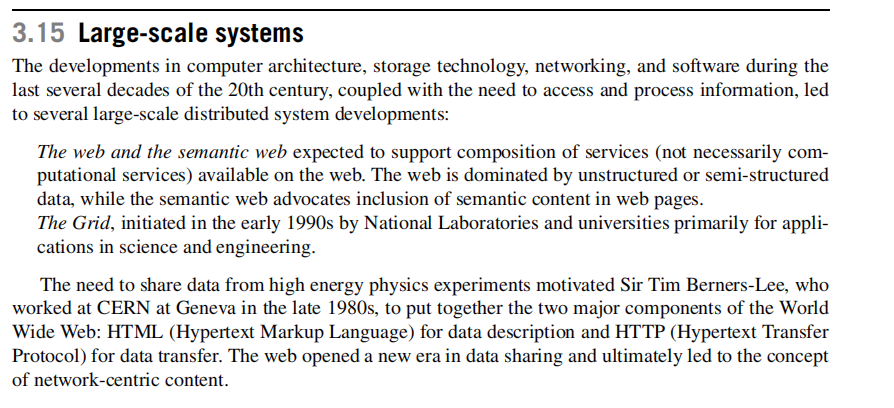 3.15 Large-scale systems
The developments in computer architecture, storage technology, networking, and software during the
last several decades of the 20th century, coupled with the need to access and process information, led
to several large-scale distributed system developments:
The web and the semantic web expected to support composition of services (not necessarily com-
putational services) available on the web. The web is dominated by unstructured or semi-structured
data, while the semantic web advocates inclusion of semantic content in web pages.
The Grid, initiated in the early 1990s by National Laboratories and universities primarily for appli-
cations in science and engineering.
The need to share data from high energy physics experiments motivated Sir Tim Berners-Lee, who
worked at CERN at Geneva in the late 1980s, to put together the two major components of the World
Wide Web: HTML (Hypertext Markup Language) for data description and HTTP (Hypertext Transfer
Protocol) for data transfer. The web opened a new era in data sharing and ultimately led to the concept
of network-centric content.